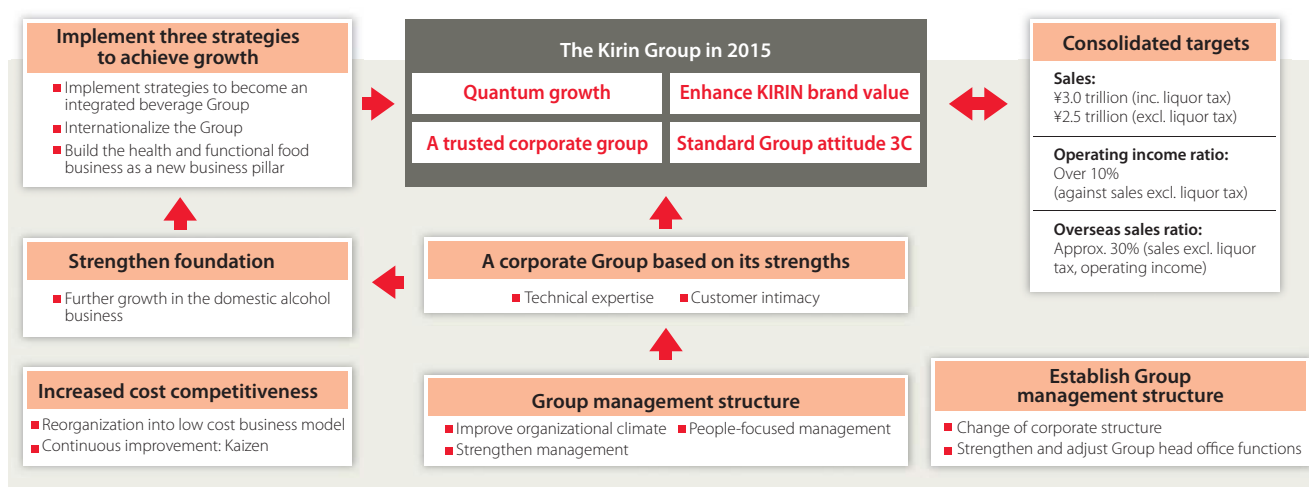 Implement three strategies
to achieve growth
Implement strategies to become an
integrated beverage Group
Internationalize the Group
Build the health and functional food
business as a new business pillar
The Kirin Group in 2015
Quantum growth
Enhance KIRIN brand value
A trusted corporate group
Standard Group attitude 3C
Consolidated targets
Sales:
¥3.0 trillion (inc. liquor tax)
¥2.5 trillion (excl. liquor tax)
Operating income ratio:
Over 10%
(against sales excl. liquor tax)
Overseas sales ratio:
Approx. 30% (sales excl. liquor
tax, operating income)
Strengthen foundation
Further growth in the domestic alcohol
business
A corporate Group based on its strengths
Technical expertise
Customer intimacy
Increased cost competitiveness
Reorganization into low cost business model
Continuous improvement: Kaizen
Group management structure
Improve organizational climate
People-focused management
Strengthen management
Establish Group
management structure
Change of corporate structure
Strengthen and adjust Group head office functions